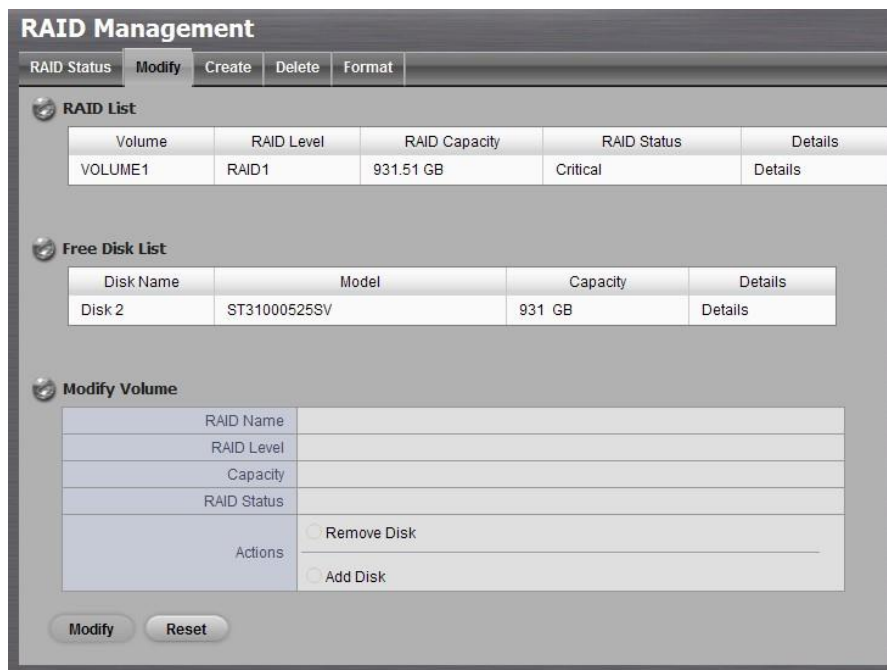 RAID Management
RAID Status Modify Create Delete Format
RAID List
Volume RAID Level RAID Capacity RAID Status Details
VOLUME1 RAID1 931.51 GB Critical Details
Free Disk List
Disk Name Model Capacity Details
Disk 2 ST31000525SV 931 GB Details
Modify Volume
RAID Name
RAID Level
Capacity
RAID Status
Actions
Remove Disk
Add Disk
Modify Reset